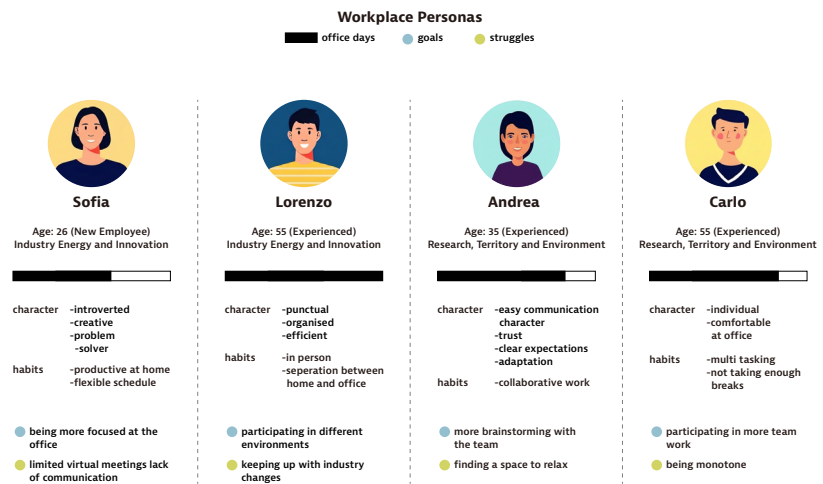 Workplace Personas
office days
goals
struggles
Sofia
Age: 26 (New Employee)
Industry Energy and Innovation
character
-introverted
-creative
-problem
-solver
habits
-productive at home
-flexible schedule
being more focused at the
office
limited virtual meetings lack
of communication
Lorenzo
Age: 55 (Experienced)
Industry Energy and Innovation
character
-punctual
-organised
-efficient
habits
-in person
-seperation between
home and office
participating in different
environments
keeping up with industry
changes
Andrea
Age: 35 (Experienced)
Research, Territory and Environment
character
-easy communication
character
-trust
-clear expectations
-adaptation
habits
-collaborative work
more brainstorming with
the team
finding a space to relax
Carlo
Age: 55 (Experienced)
Research, Territory and Environment
character
-individual
-comfortable
at office
habits
-multi tasking
-not taking enough
breaks
participating in more team
work
being monotone